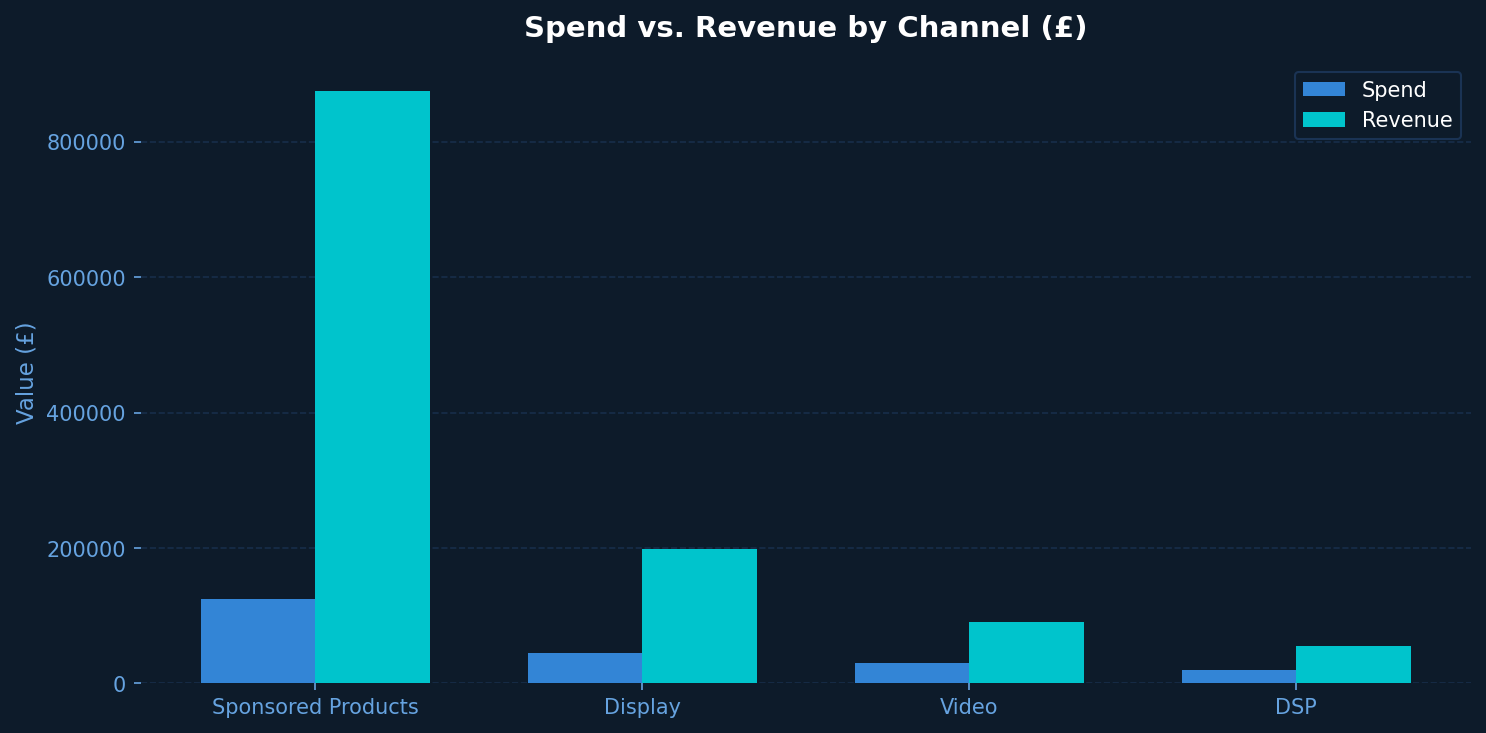 Spend vs. Revenue by Channel (£)
Spend
Revenue
Value (£)
800000
600000
400000
200000
0
Sponsored Products
Display
Video
DSP